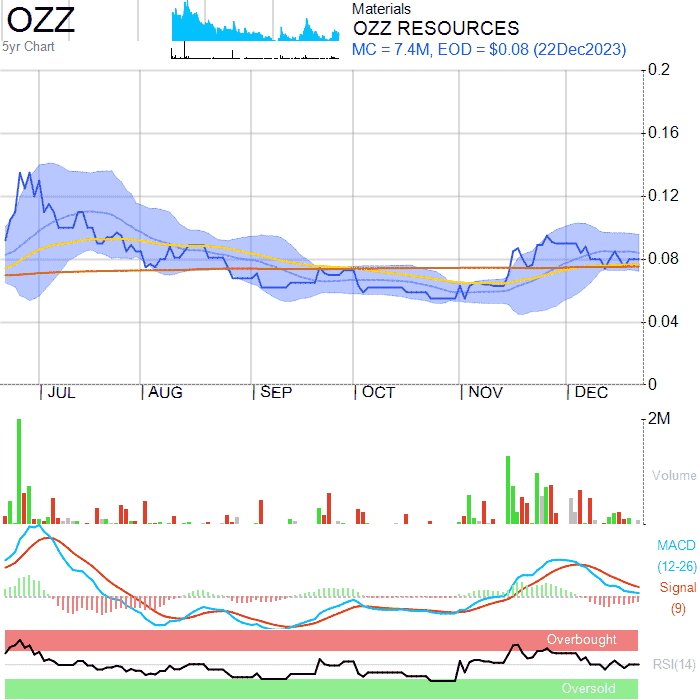 OZZ
5yr Chart
Materials
OZZ RESOURCES
MC = 7.4M, EOD = $0.08 (22Dec2023)
0.2
0.16
0.12
0.08
0.04
0
JUL AUG SEP OCT NOV DEC
2M
Volume
MACD
(12-26)
Signal
(9)
Overbought
RSI(14)
Oversold